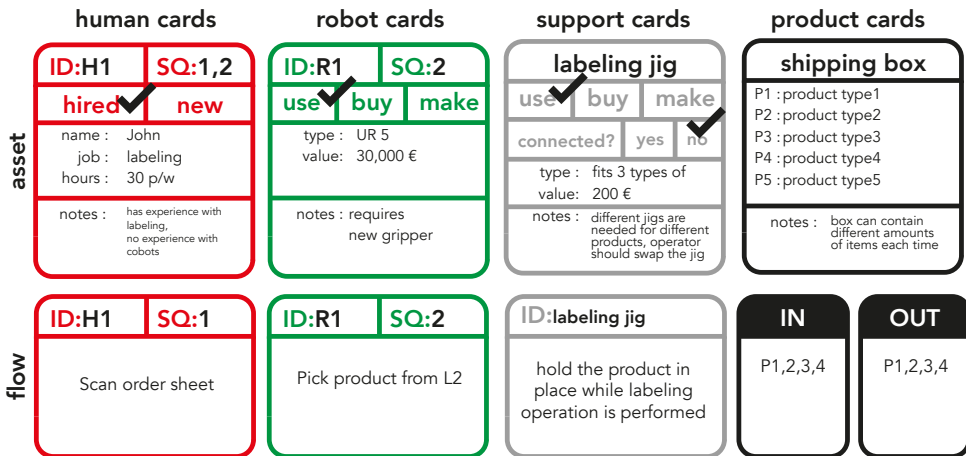 human cards
robot cards
support cards
product cards
asset
ID:H1 SQ:1,2
hired new
name : John
job : labeling
hours : 30 p/w
notes : has experience with
labeling,
no experience with
cobots
ID:R1 SQ:2
use buy make
type : UR 5
value: 30,000 €
notes : requires
new gripper
labeling jig
use buy make
connected? yes no
type : fits 3 types of
value: 200 €
notes : different jigs are
needed for different
products, operator
should swap the jig
shipping box
P1 : product type1
P2 : product type2
P3 : product type3
P4 : product type4
P5 : product type5
notes : box can contain
different amounts
of items each time
flow
ID:H1 SQ:1
Scan order sheet
ID:R1 SQ:2
Pick product from L2
ID:labeling jig
hold the product in
place while labeling
operation is performed
IN
P1,2,3,4
OUT
P1,2,3,4